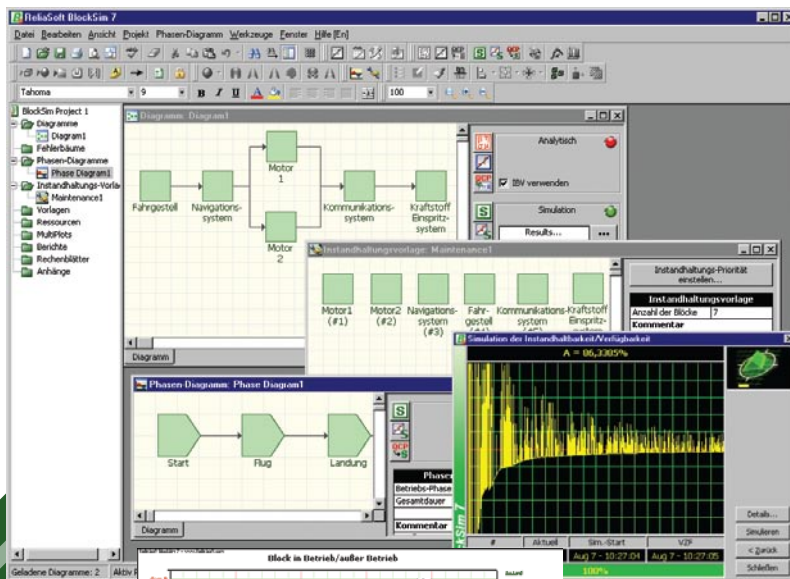 ReliaSoft BlockSim 7
Datei Bearbeiten Ansicht Projekt Phasen-Diagramm Werkzeuge Fenster Hilfe [En]
Tahoma 9 B I U 100
BlockSim Project 1
Diagramme
Diagram1
Fehlerbäume
Phasen-Diagramme
Phase Diagram1
Instandhaltungs-Vorla
Maintenance1
Vorlagen
Ressourcen
MultiPlots
Berichte
Rechenblätter
Anhänge
Diagramm: Diagram1
Fahrgestell
Navigations-
system
Motor
1
Motor
2
Kommunikations-
system
Kraftstoff
Einspritz-
system
Diagramm
Analytisch
QCP
IBV verwenden
S
Simulation
Results...
Instandhaltungsvorlage: Maintenance1
Motor1
(#1)
Motor2
(#2)
Navigations-
system
(#3)
Fahr-
gestell
Kommunikations-
system
Kraftstoff
Einspritz-
Instandhaltungs-Priorität
einstellen...
Instandhaltungsvorlage
Anzahl der Blöcke 7
Kommentar
Phasen-Diagramm: Phase Diagram1
Start
Flug
Landung
Diagramm
S
QCP
Phase
Betriebs-Phase
Gesamtdauer
Kommentar
Simulation der Instandhaltbarkeit/Verfügbarkeit
A = 86,3305%
# Aktuell Sim.-Start VZF
Aug 7 - 10:27:04 Aug 7 - 10:27:05
100%
Details...
Simulieren
< Zurück
Schließen
Block in Betrieb/außer Betrieb
Geladene Diagramme: 2